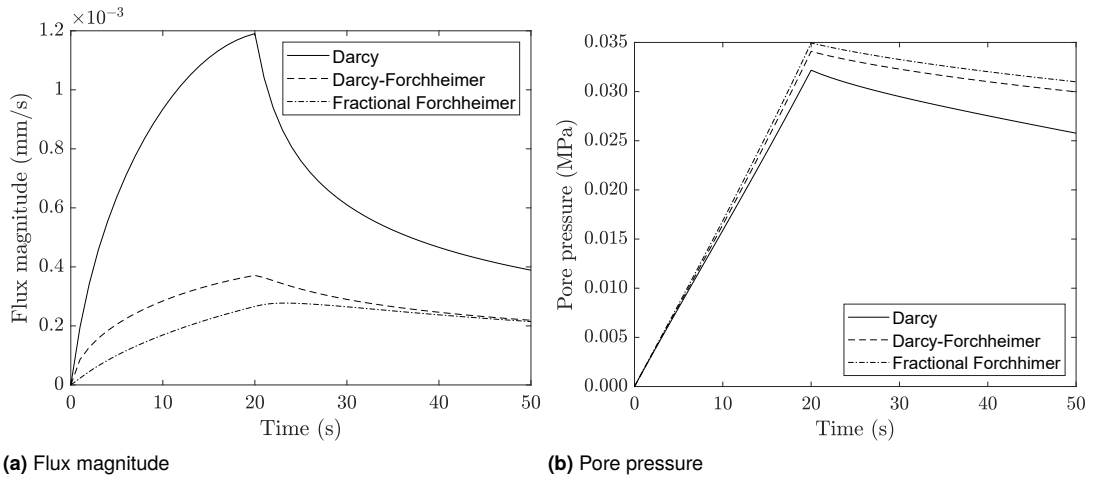 ×10⁻³
1.2
1
0.8
0.6
0.4
0.2
0
Flux magnitude (mm/s)
Darcy
Darcy-Forchheimer
Fractional Forchheimer
0 10 20 30 40 50
Time (s)
(a) Flux magnitude
0.035
0.030
0.025
0.020
0.015
0.010
0.005
0.000
Pore pressure (MPa)
Darcy
Darcy-Forchheimer
Fractional Forchhimer
0 10 20 30 40 50
Time (s)
(b) Pore pressure